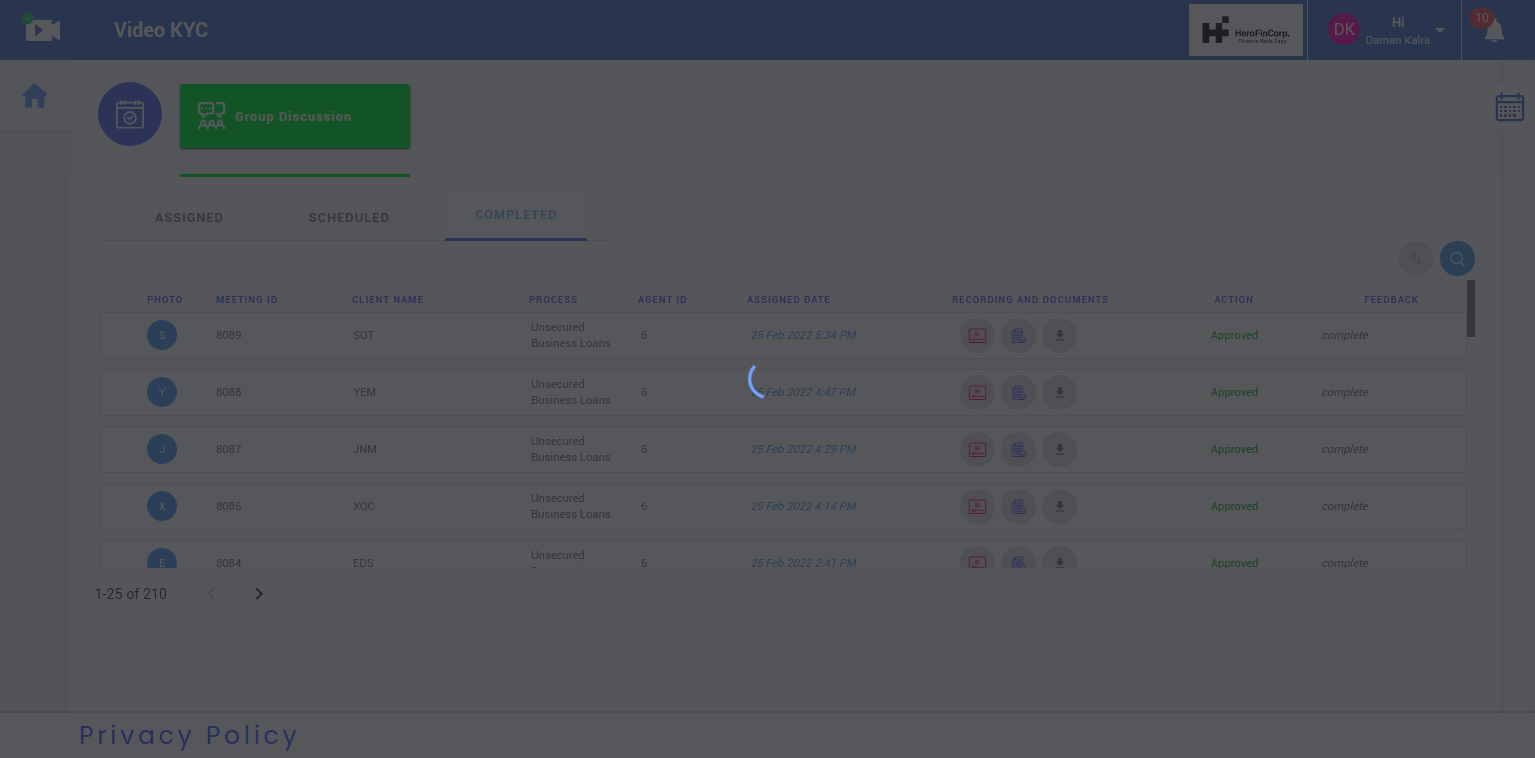 Video KYC
HeroFinCorp.
Finance Made Easy
DK
Hi
Daman Kalra
10
Group Discussion
ASSIGNED
SCHEDULED
COMPLETED
PHOTO MEETING ID CLIENT NAME PROCESS AGENT ID ASSIGNED DATE RECORDING AND DOCUMENTS ACTION FEEDBACK
S 8089 SOT Unsecured Business Loans 6 25 Feb 2022 5:34 PM Approved complete
Y 8088 YEM Unsecured Business Loans 6 25 Feb 2022 4:47 PM Approved complete
J 8087 JNM Unsecured Business Loans 6 25 Feb 2022 4:29 PM Approved complete
X 8086 XQC Unsecured Business Loans 6 25 Feb 2022 4:14 PM Approved complete
E 8084 EDS Unsecured 6 25 Feb 2022 2:41 PM Approved complete
1-25 of 210
Privacy Policy